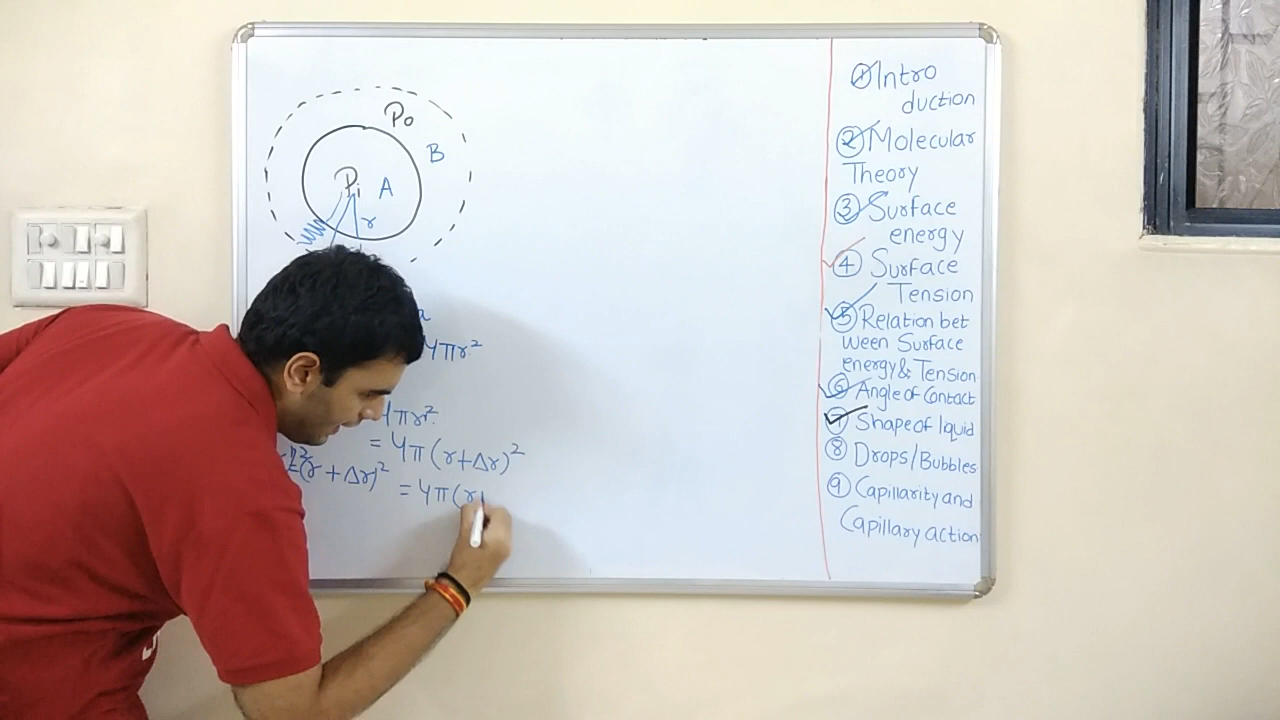 Po
B
Pi
A
r
a
4πr²
4πr²
= 4π(r+Δr)²
(r+Δr)² = 4π(r
① Intro
duction
② Molecular
Theory
③ Surface
energy
④ Surface
Tension
⑤ Relation bet
ween Surface
energy & Tension
⑥ Angle of Contact
⑦ Shape of liquid
⑧ Drops/Bubbles
⑨ Capillarity and
Capillary action